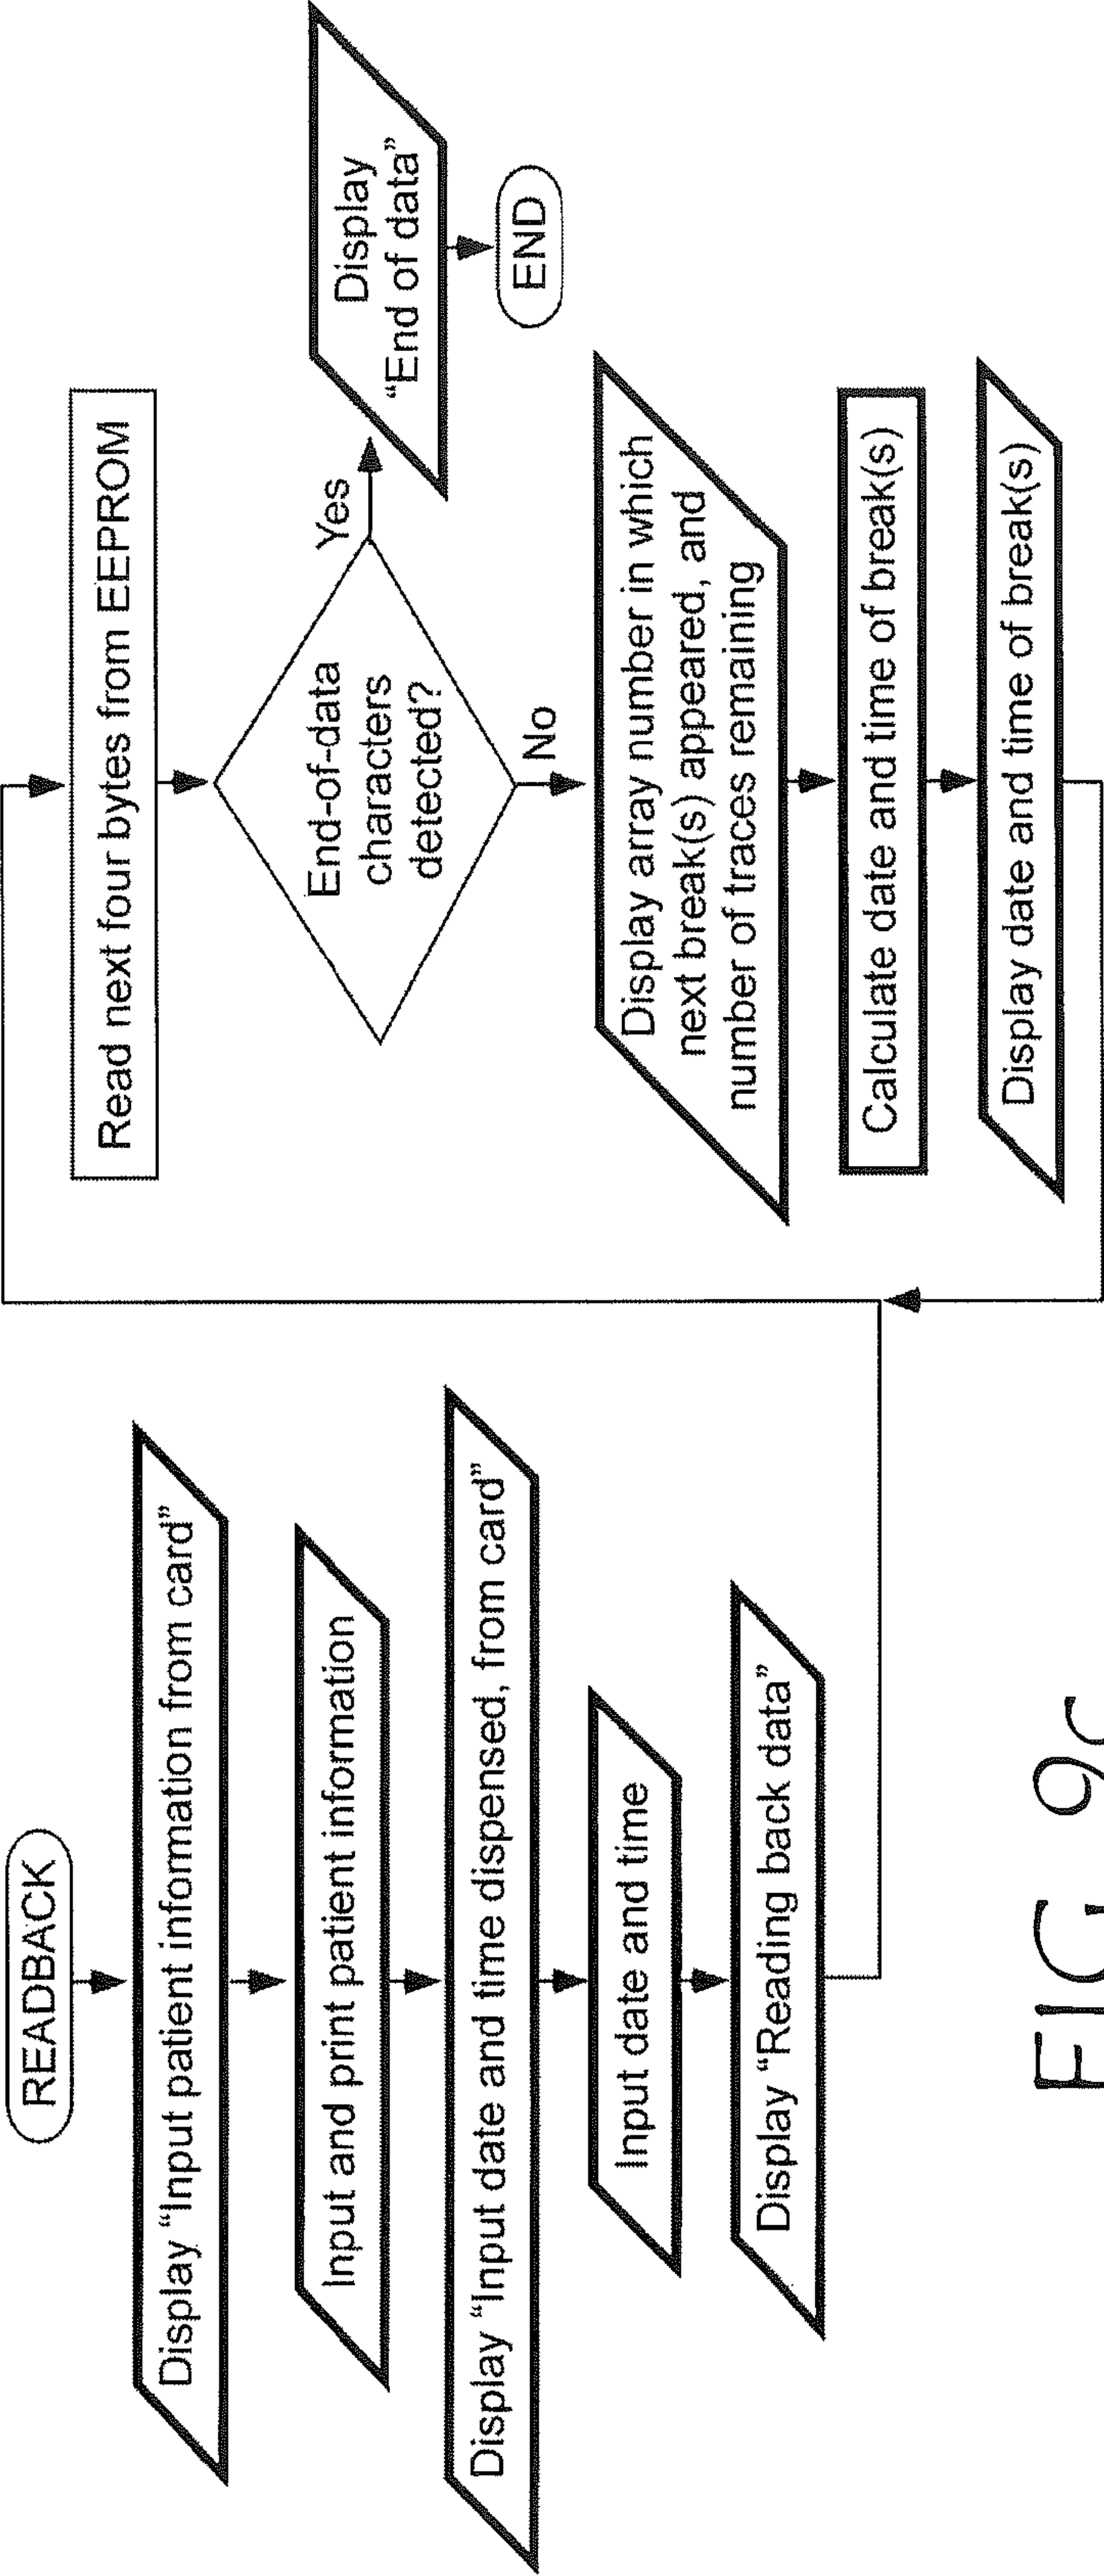 READBACK
Display “Input patient information from card”
Input and print patient information
Display “Input date and time dispensed, from card”
Input date and time
Display “Reading back data”
Read next four bytes from EEPROM
End-of-data
characters
detected?
Yes
Display
“End of data”
END
No
Display array number in which
next break(s) appeared, and
number of traces remaining
Calculate date and time of break(s)
Display date and time of break(s)
FIG 9c